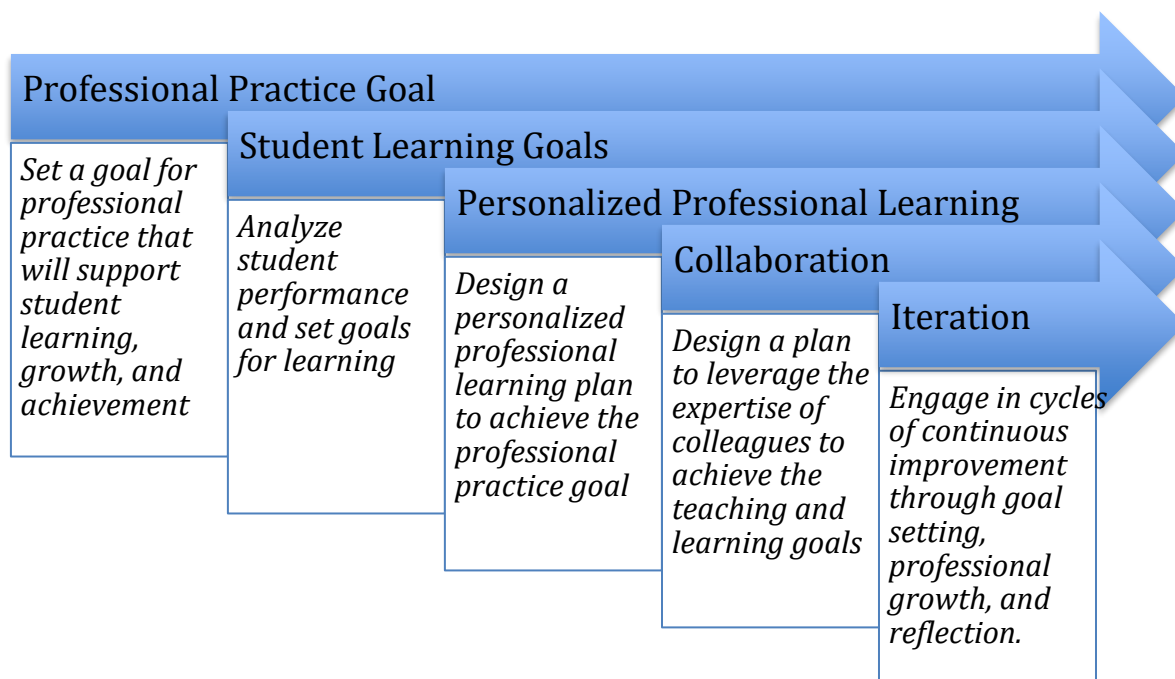 Professional Practice Goal
Set a goal for
professional
practice that
will support
student
learning,
growth, and
achievement
Student Learning Goals
Analyze
student
performance
and set goals
for learning
Personalized Professional Learning
Design a
personalized
professional
learning plan
to achieve the
professional
practice goal
Collaboration
Design a plan
to leverage the
expertise of
colleagues to
achieve the
teaching and
learning goals
Iteration
Engage in cycles
of continuous
improvement
through goal
setting,
professional
growth, and
reflection.